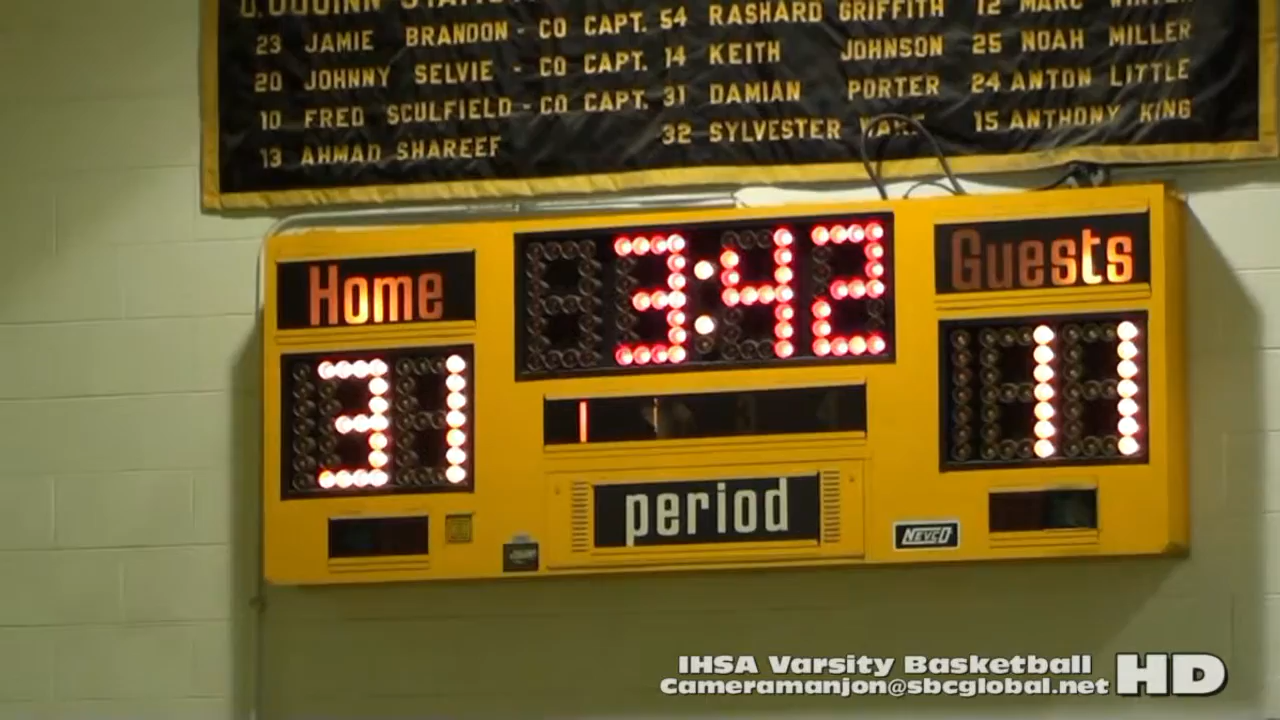 23 JAMIE BRANDON - CO CAPT. 54 RASHARD GRIFFITH 12 MARC
20 JOHNNY SELVIE - CO CAPT. 14 KEITH JOHNSON 25 NOAH MILLER
10 FRED SCULFIELD - CO CAPT. 31 DAMIAN PORTER 24 ANTON LITTLE
13 AHMAD SHAREEF 32 SYLVESTER 15 ANTHONY KING
Home 3:42 Guests
31 11
1
period
NEVCO
IHSA Varsity Basketball HD
Cameramanjon@sbcglobal.net